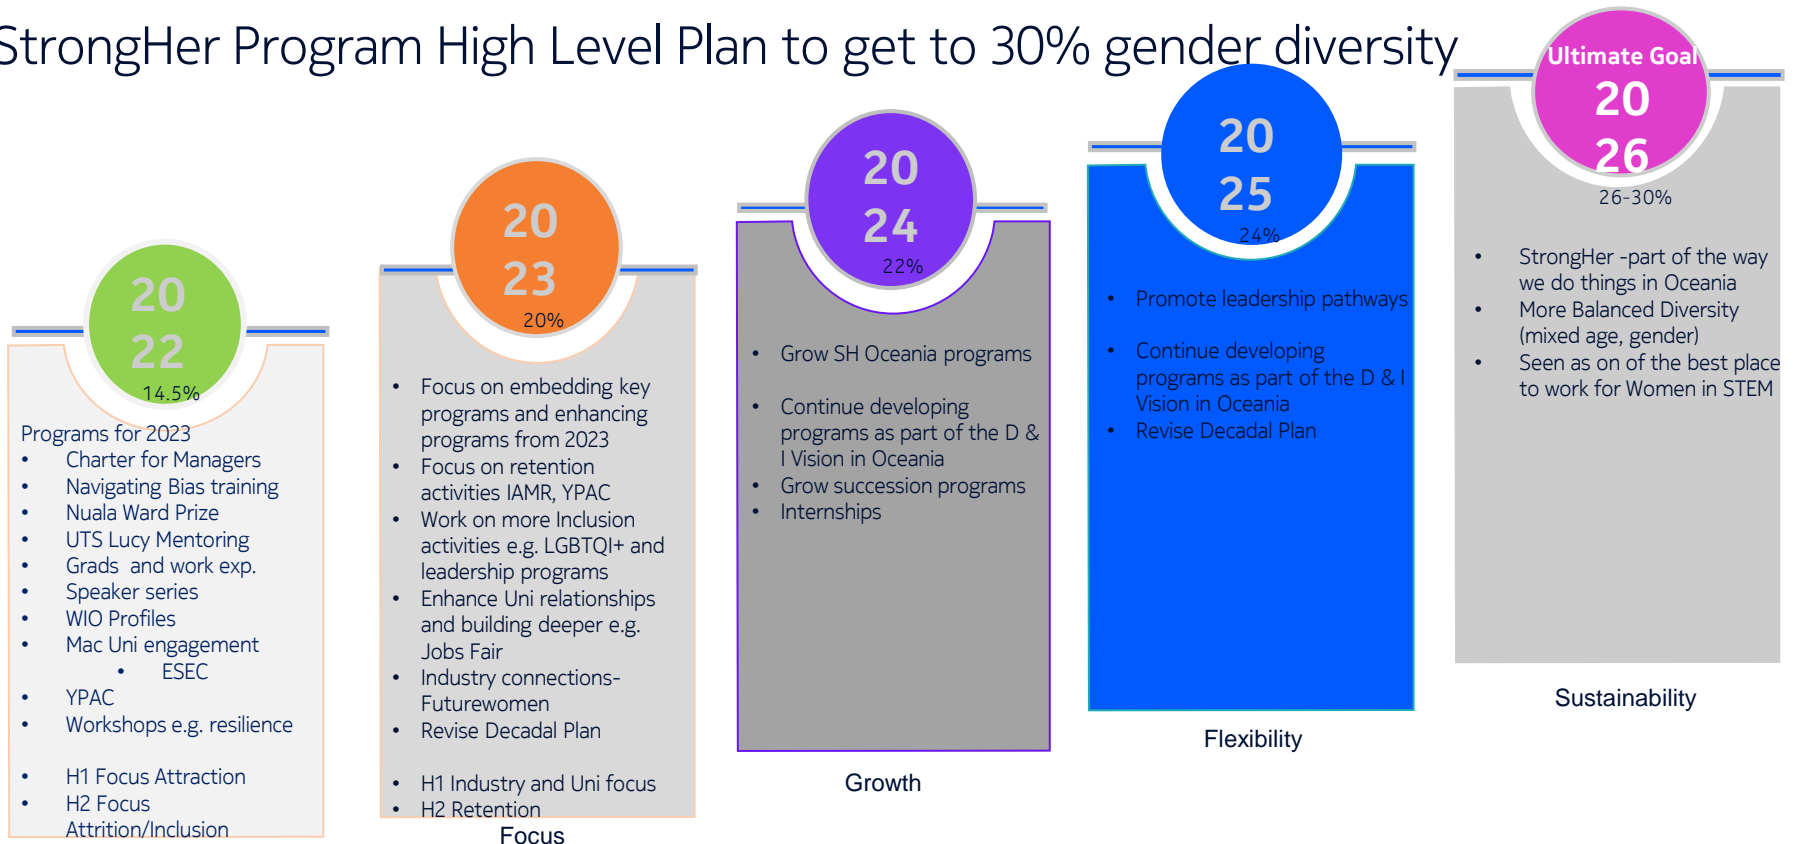 StrongHer Program High Level Plan to get to 30% gender diversity
20
22
14.5%
Programs for 2023
• Charter for Managers
• Navigating Bias training
• Nuala Ward Prize
• UTS Lucy Mentoring
• Grads and work exp.
• Speaker series
• WIO Profiles
• Mac Uni engagement
• ESEC
• YPAC
• Workshops e.g. resilience
• H1 Focus Attraction
• H2 Focus
Attrition/Inclusion
20
23
20%
• Focus on embedding key
programs and enhancing
programs from 2023
• Focus on retention
activities IAMR, YPAC
• Work on more Inclusion
activities e.g. LGBTQI+ and
leadership programs
• Enhance Uni relationships
and building deeper e.g.
Jobs Fair
• Industry connections-
Futurewomen
• Revise Decadal Plan
• H1 Industry and Uni focus
• H2 Retention
Focus
20
24
22%
• Grow SH Oceania programs
• Continue developing
programs as part of the D &
I Vision in Oceania
• Grow succession programs
• Internships
Growth
20
25
24%
• Promote leadership pathways
• Continue developing
programs as part of the D & I
Vision in Oceania
• Revise Decadal Plan
Flexibility
Ultimate Goal
20
26
26-30%
• StrongHer -part of the way
we do things in Oceania
• More Balanced Diversity
(mixed age, gender)
• Seen as on of the best place
to work for Women in STEM
Sustainability